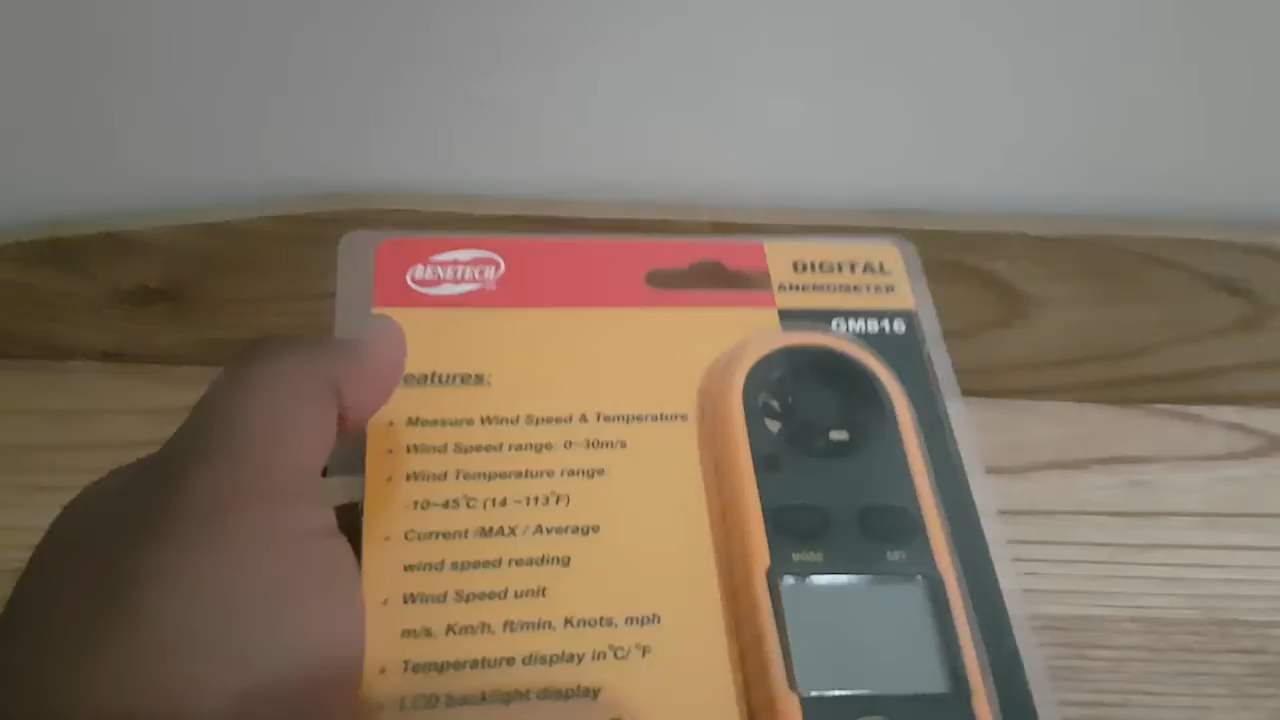 BENETECH
DIGITAL
ANEMOMETER
GM816
eatures:
Measure Wind Speed & Temperature
Wind Speed range: 0~30m/s
Wind Temperature range:
-10~45°C (14 ~113°F)
Current /MAX / Average
wind speed reading
Wind Speed unit
m/s, Km/h, ft/min, Knots, mph
Temperature display in°C/ °F
LCD backlight display
MODE SET